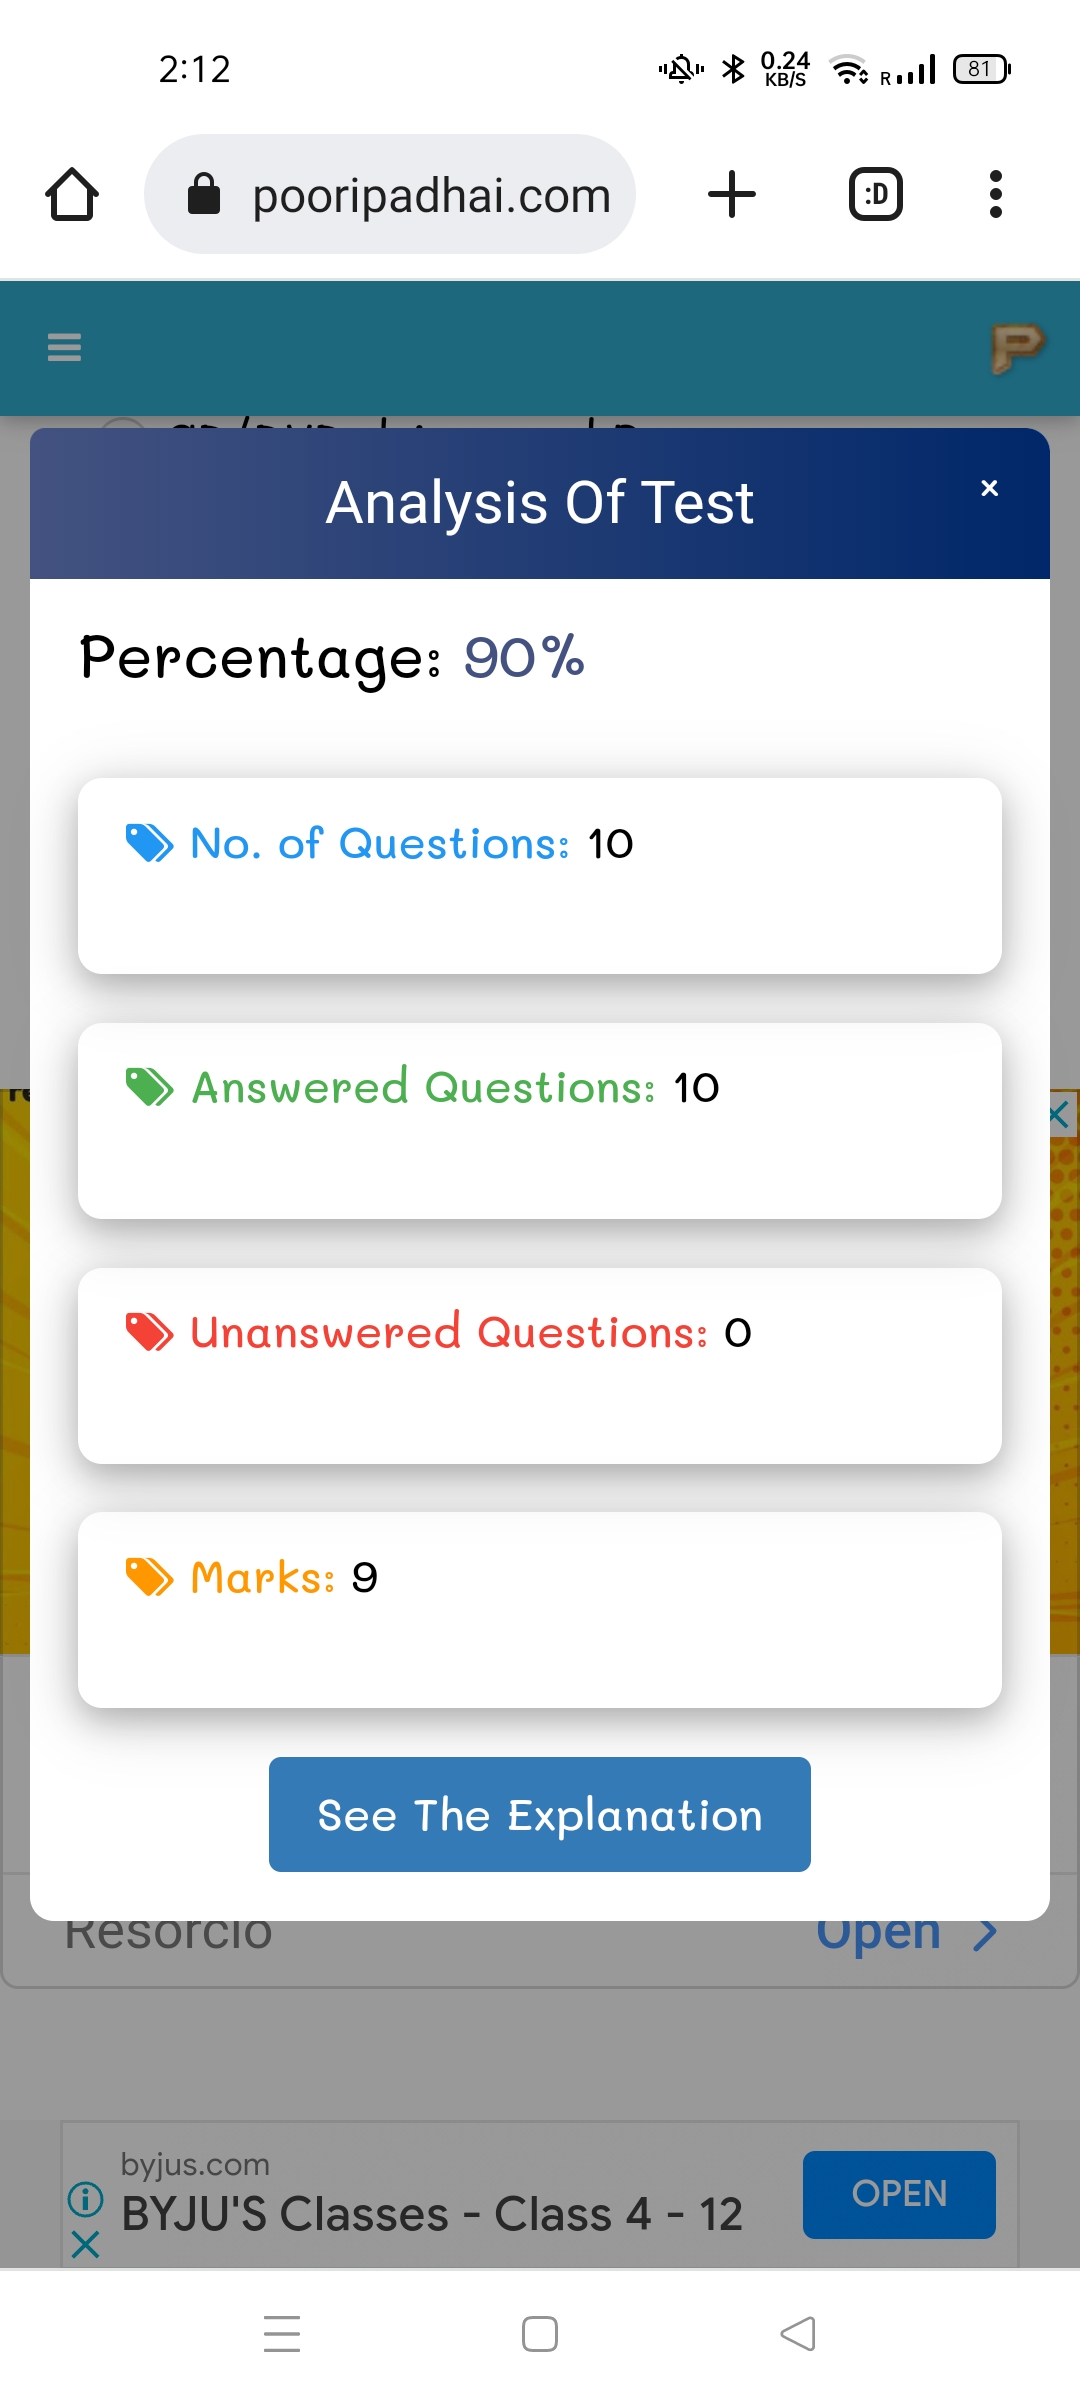 2:12
0.24
KB/S
R
81
pooripadhai.com
:D
P
Analysis Of Test
×
Percentage: 90%
No. of Questions: 10
Answered Questions: 10
Unanswered Questions: 0
Marks: 9
See The Explanation
Resorcio
Open
byjus.com
BYJU'S Classes - Class 4 - 12
OPEN